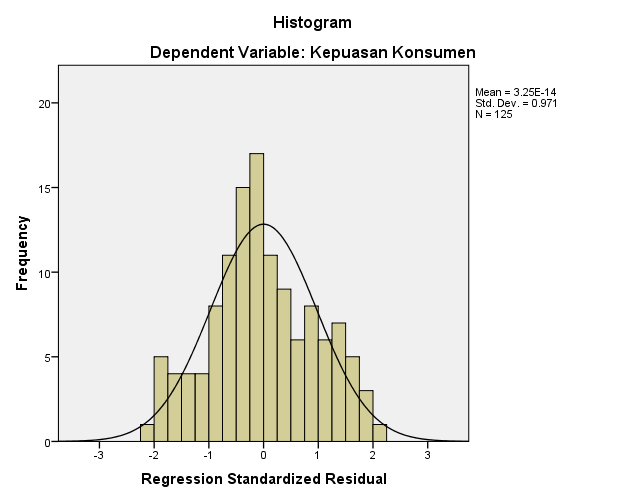 Histogram
Dependent Variable: Kepuasan Konsumen
Mean = 3.25E-14
Std. Dev. = 0.971
N = 125
Frequency
20
15
10
5
0
-3 -2 -1 0 1 2 3
Regression Standardized Residual